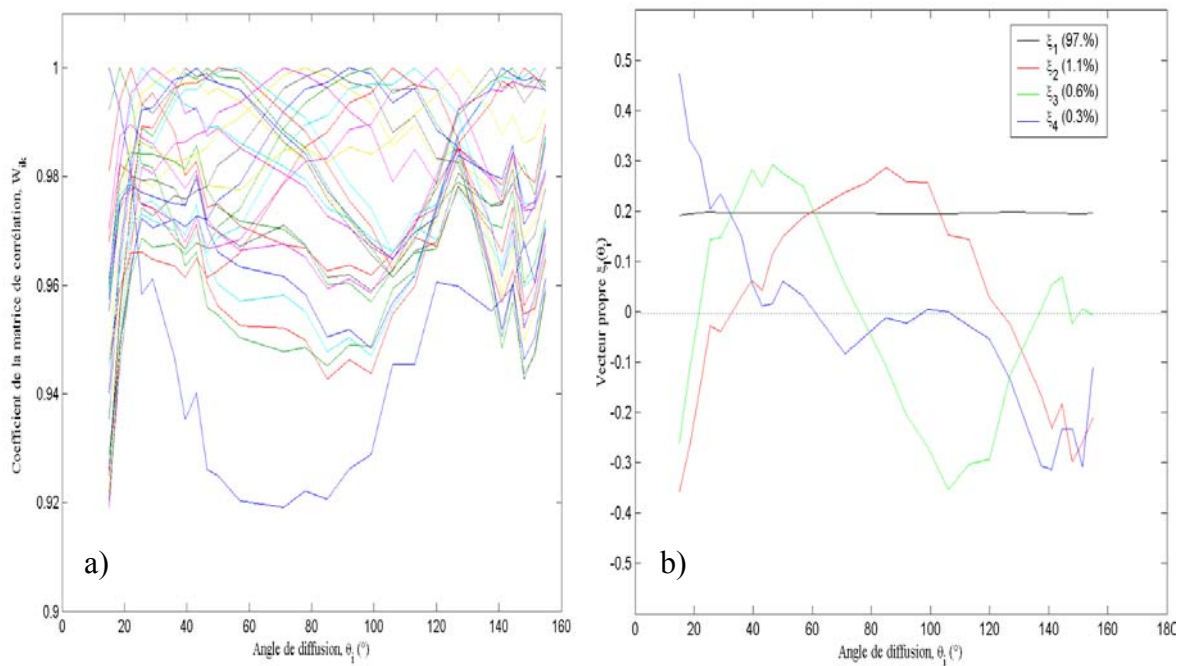 Coefficient de la matrice de corrélation, W_ik
1
0.98
0.96
0.94
0.92
0.9
0 20 40 60 80 100 120 140 160
Angle de diffusion, θ_i (°)
a)
Vecteur propre ξ_l(θ_i)
0.5
0.4
0.3
0.2
0.1
0
-0.1
-0.2
-0.3
-0.4
-0.5
0 20 40 60 80 100 120 140 160 180
Angle de diffusion, θ_i (°)
b)
ξ_1 (97.%)
ξ_2 (1.1%)
ξ_3 (0.6%)
ξ_4 (0.3%)